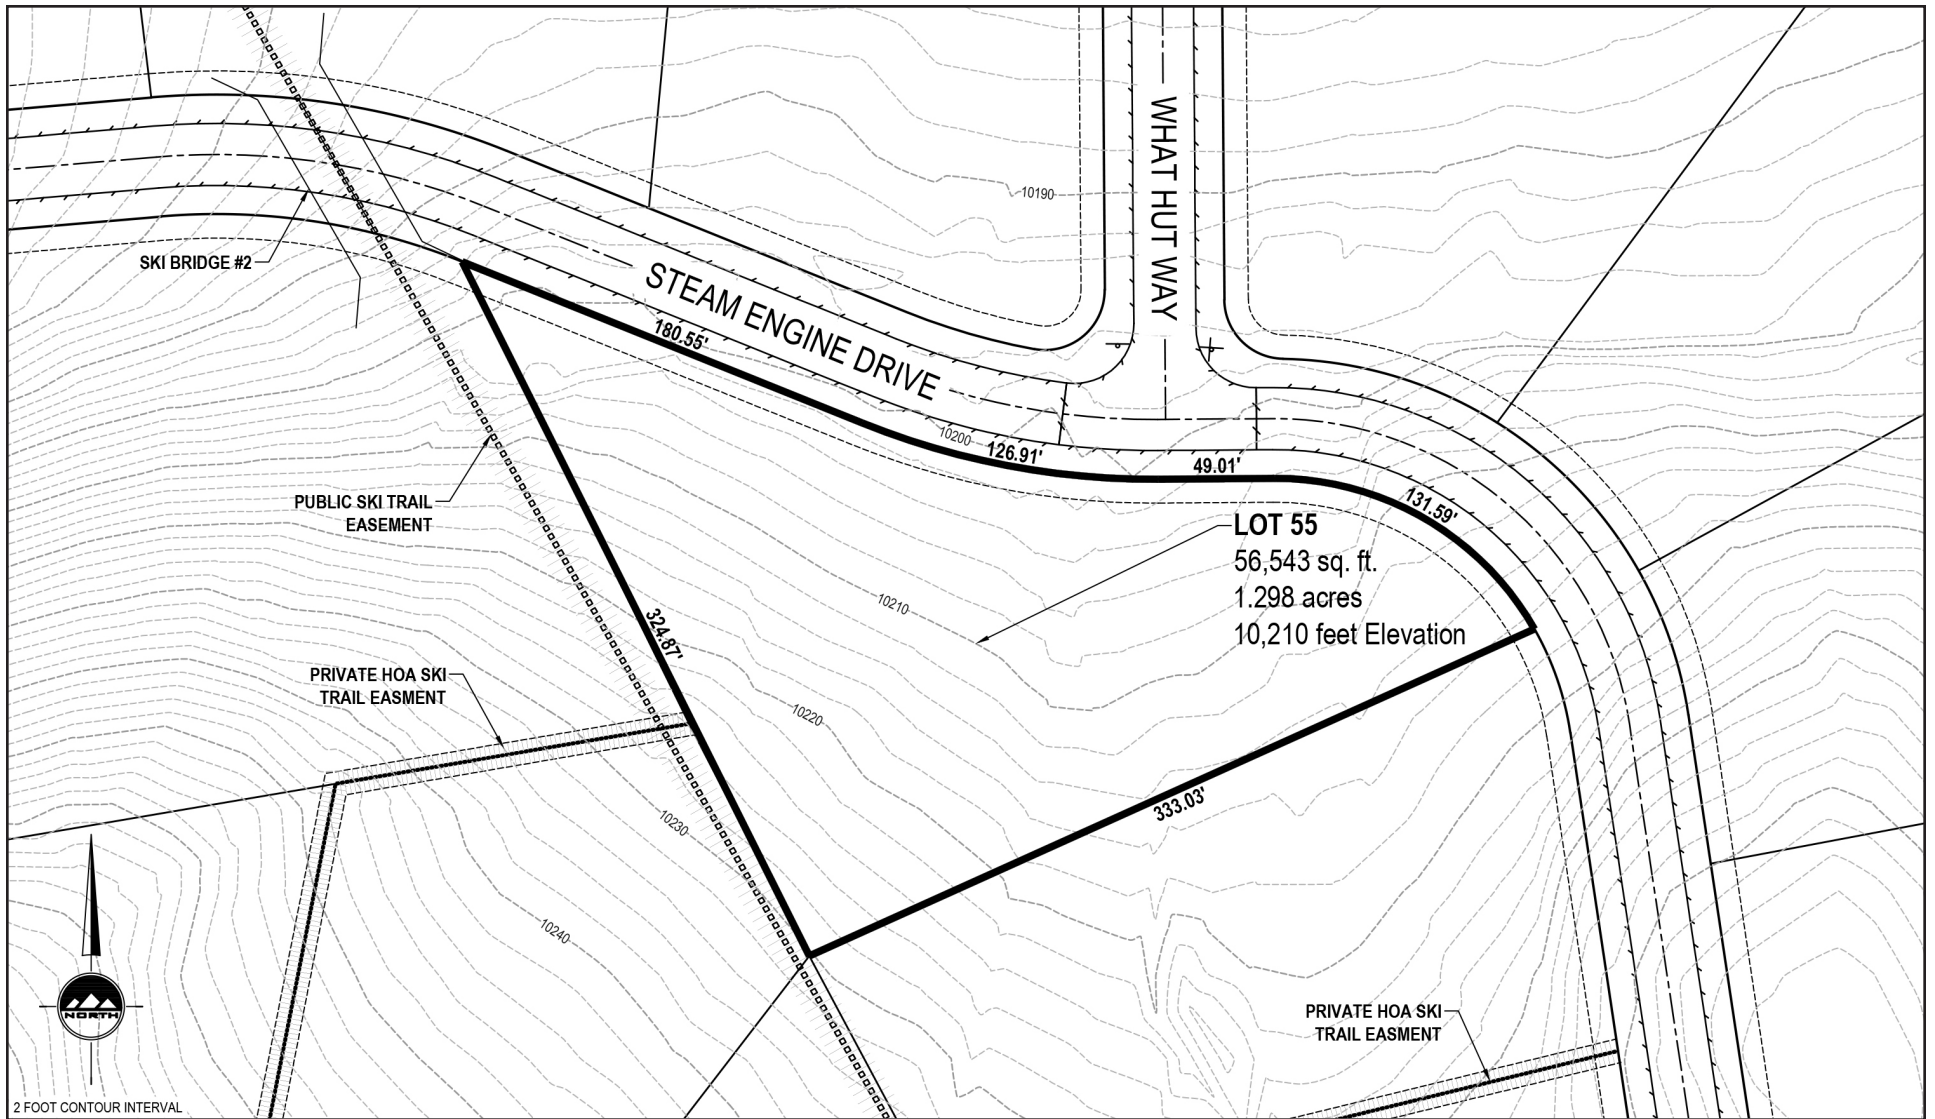 WHAT HUT WAY
10190
SKI BRIDGE #2
STEAM ENGINE DRIVE
180.55'
10200
126.91'
49.01'
131.59'
PUBLIC SKI TRAIL
EASEMENT
LOT 55
56,543 sq. ft.
1.298 acres
10,210 feet Elevation
10210
324.87'
PRIVATE HOA SKI
TRAIL EASMENT
10220
333.03'
10230
10240
NORTH
PRIVATE HOA SKI
TRAIL EASMENT
2 FOOT CONTOUR INTERVAL